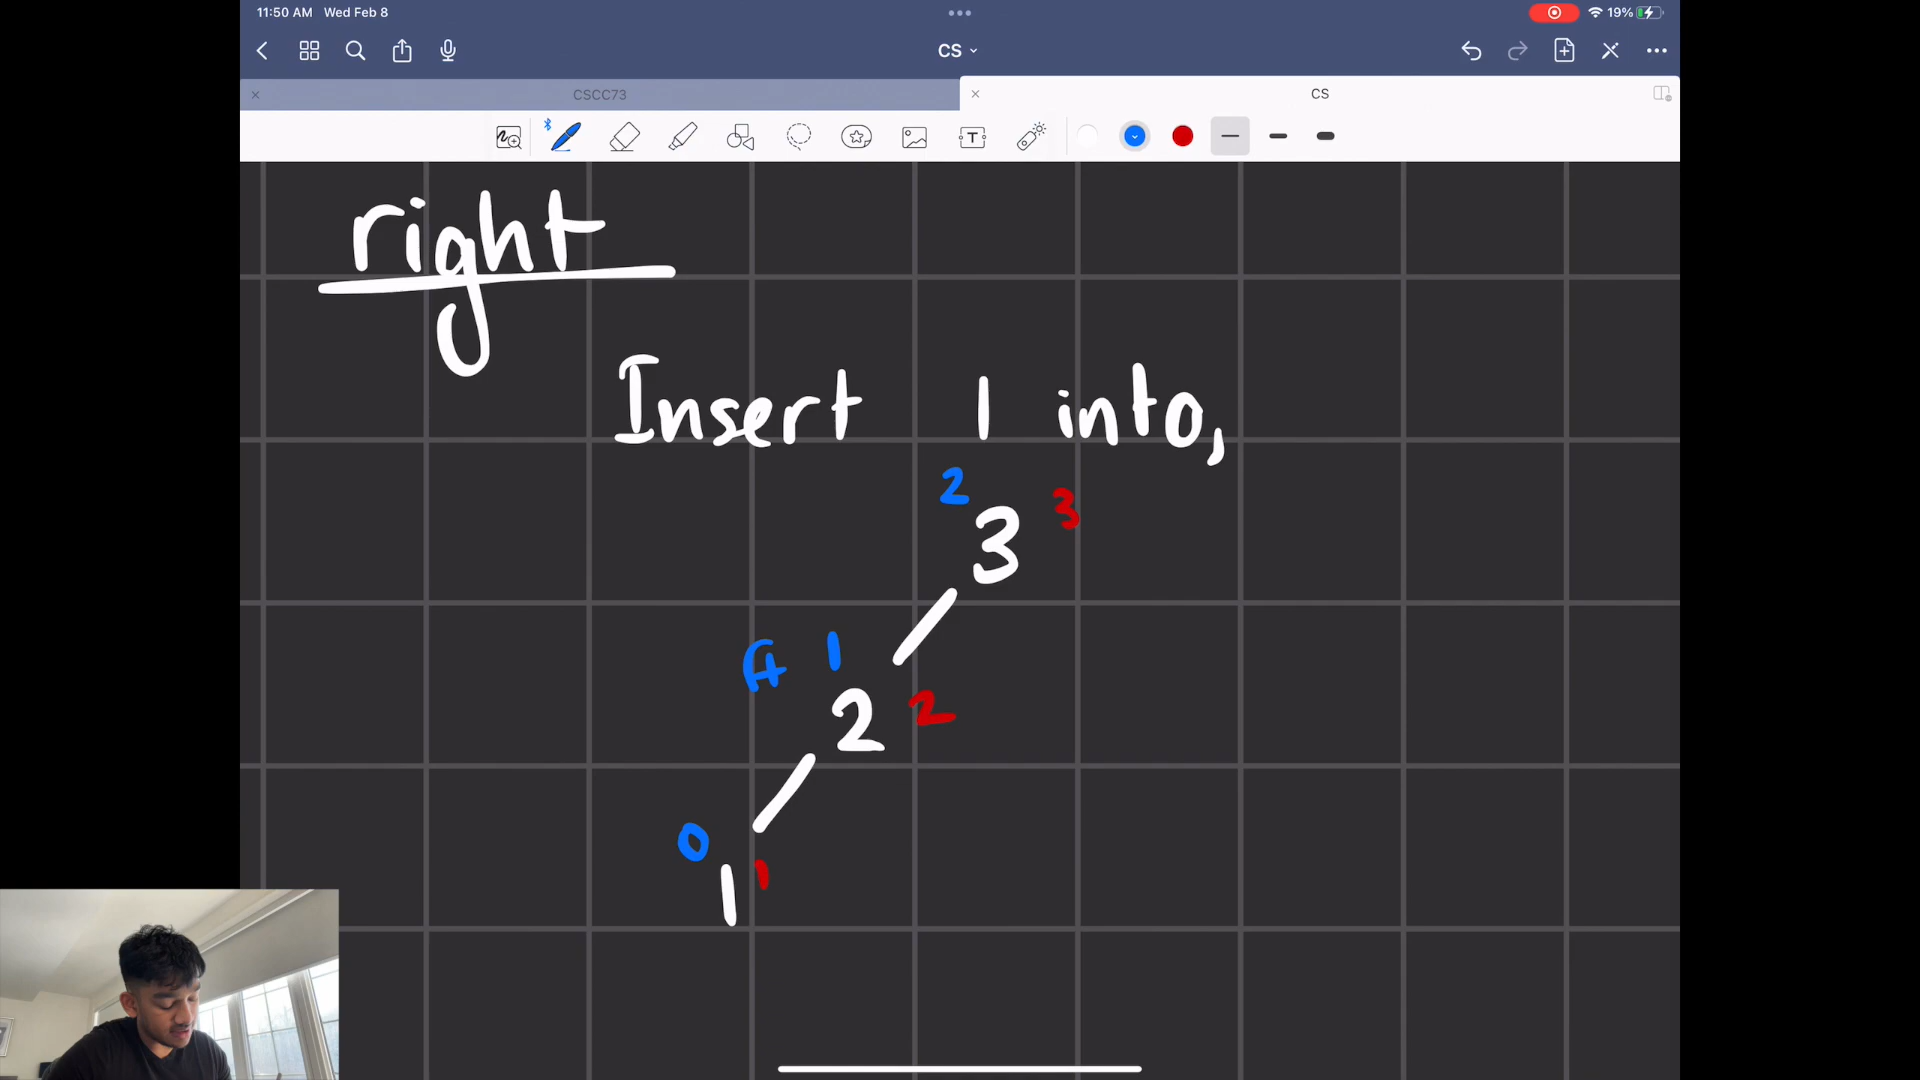 11:50 AM Wed Feb 8
19%
CS
CSCC73
CS
T
right
Insert 1 into,
2 3 3
1
2 2
0
1 1